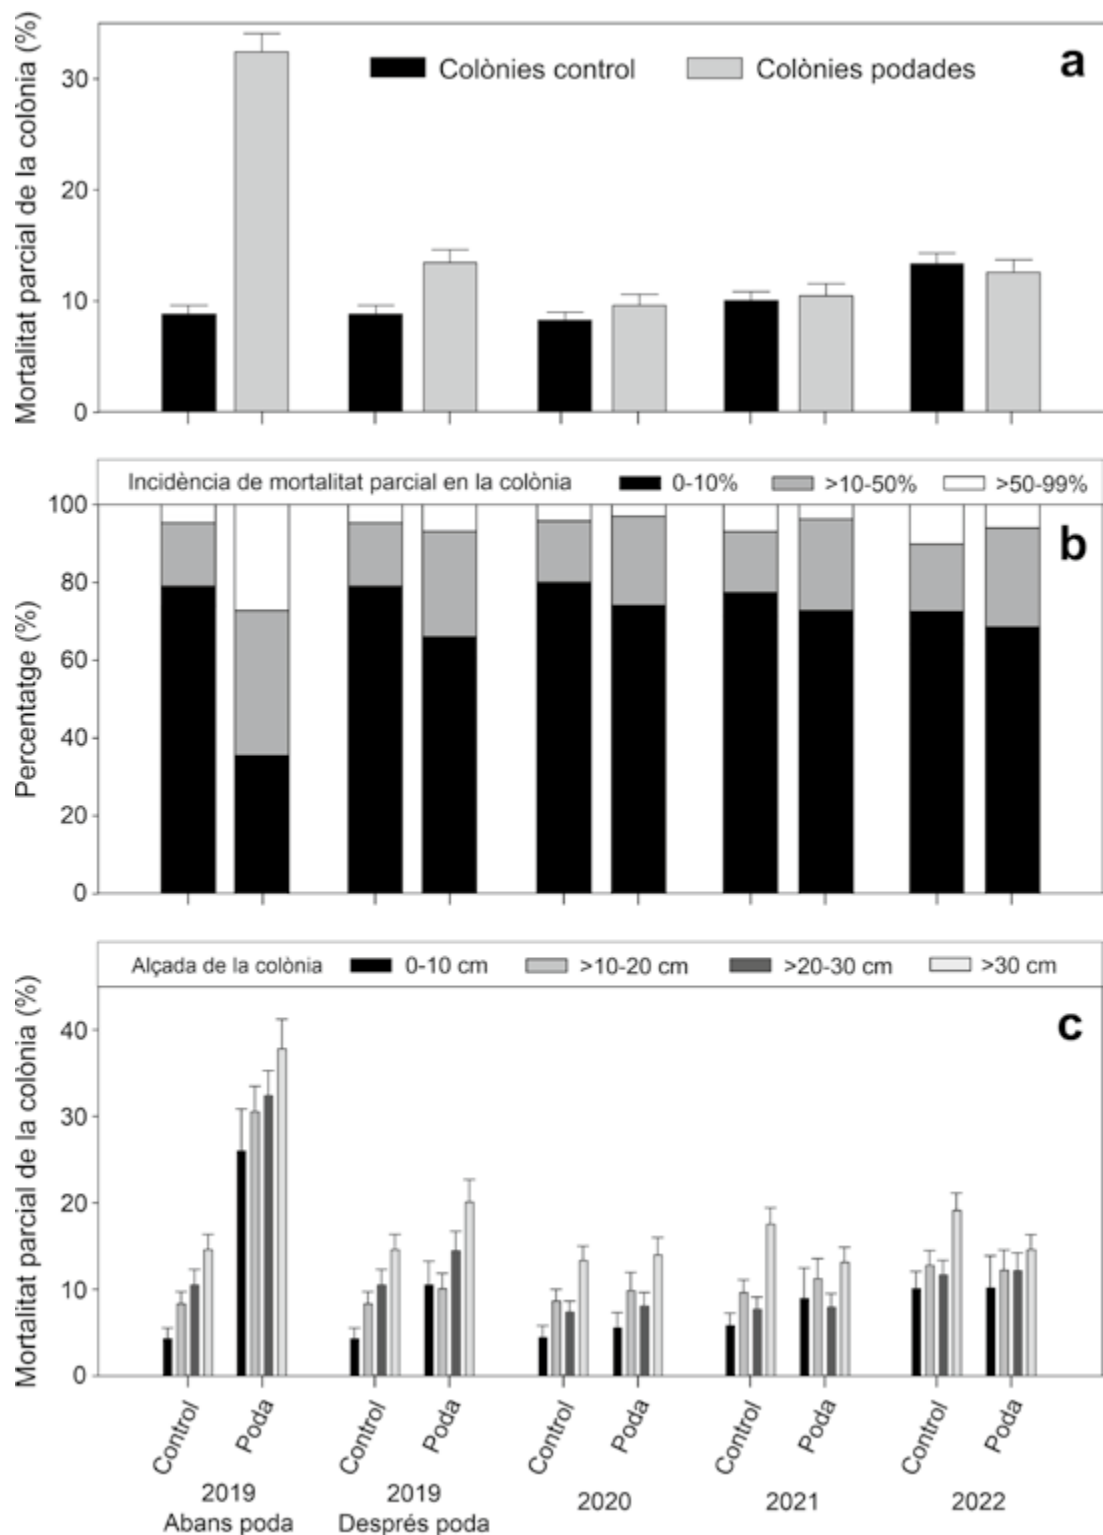 Mortalitat parcial de la colònia (%)
30
20
10
0
Colònies control
Colònies podades
a
Incidència de mortalitat parcial en la colònia
0-10%
>10-50%
>50-99%
Percentatge (%)
100
80
60
40
20
0
b
Alçada de la colònia
0-10 cm
>10-20 cm
>20-30 cm
>30 cm
Mortalitat parcial de la colònia (%)
40
30
20
10
0
c
Control
Poda
Control
Poda
Control
Poda
Control
Poda
Control
Poda
2019
Abans poda
2019
Després poda
2020
2021
2022